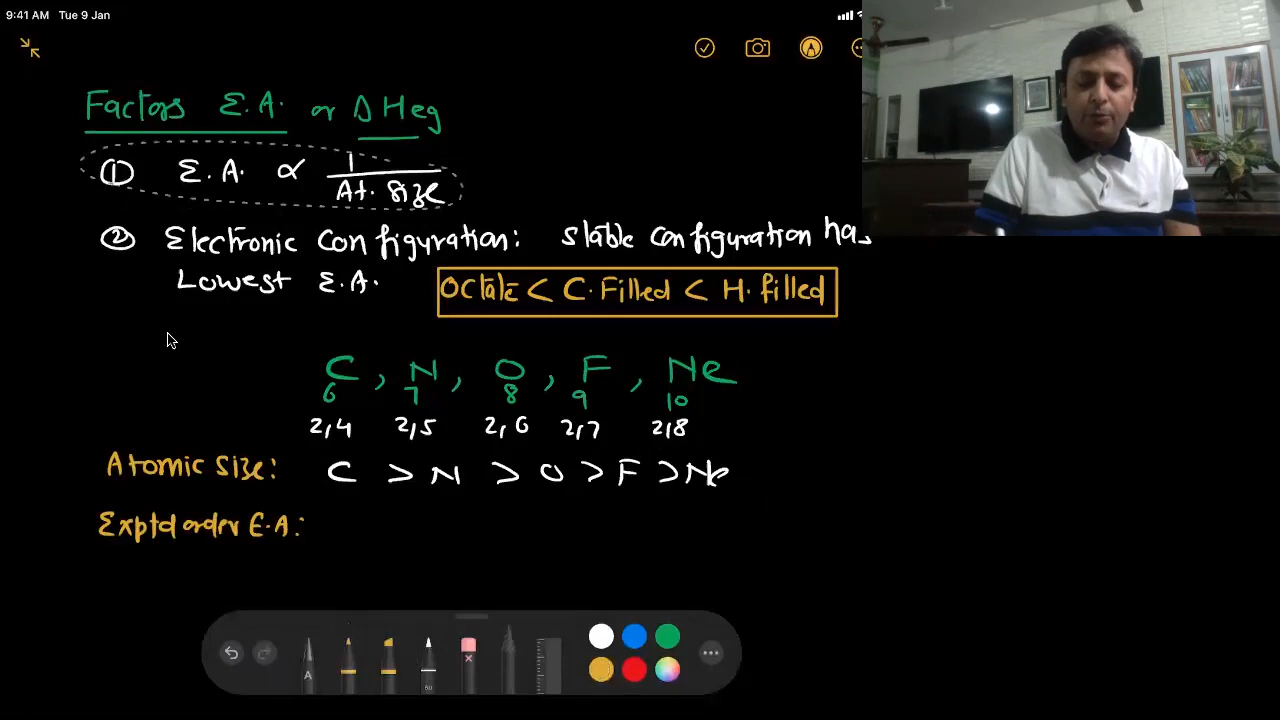 9:41 AM Tue 9 Jan
Factors E.A. or ΔHeg
① E.A. ∝ 1 / At. Size
② Electronic Configuration: Stable Configuration has
Lowest E.A. Octate < C.Filled < H.filled
C, N, O, F, Ne
6 7 8 9 10
2,4 2,5 2,6 2,7 2,8
Atomic Size: C > N > O > F > Ne
Exptd order E.A:
A
80